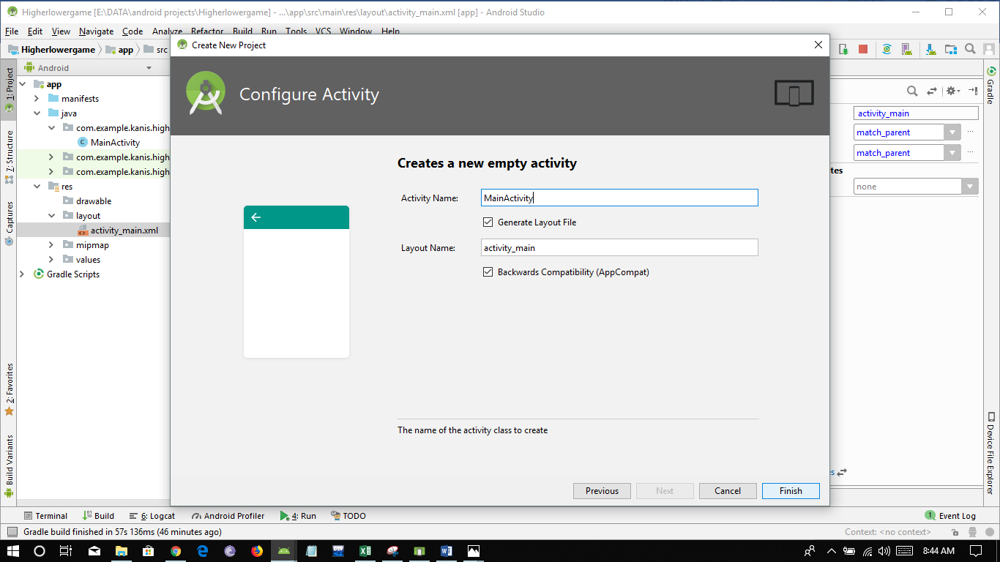 Higherlowergame [E:\DATA\android projects\Higherlowergame] - ...\app\src\main\res\layout\activity_main.xml [app] - Android Studio
File Edit View Navigate Code Analyze Refactor Build Run Tools VCS Window Help
Higherlowergame app src
Create New Project
Configure Activity
1: Project
7: Structure
captures
2: Favorites
Build Variants
Android
app
manifests
java
com.example.kanis.high
MainActivity
com.example.kanis.high
com.example.kanis.high
res
drawable
layout
activity_main.xml
mipmap
values
Gradle Scripts
Creates a new empty activity
Activity Name: MainActivity
Generate Layout File
Layout Name: activity_main
Backwards Compatibility (AppCompat)
The name of the activity class to create
Previous Next Cancel Finish
activity_main
match_parent ...
match_parent ...
tes
none
Gradle
Device File Explorer
Terminal Build 6: Logcat Android Profiler 4: Run TODO 1 Event Log
Gradle build finished in 57s 136ms (46 minutes ago) Context: <no context>
8:44 AM